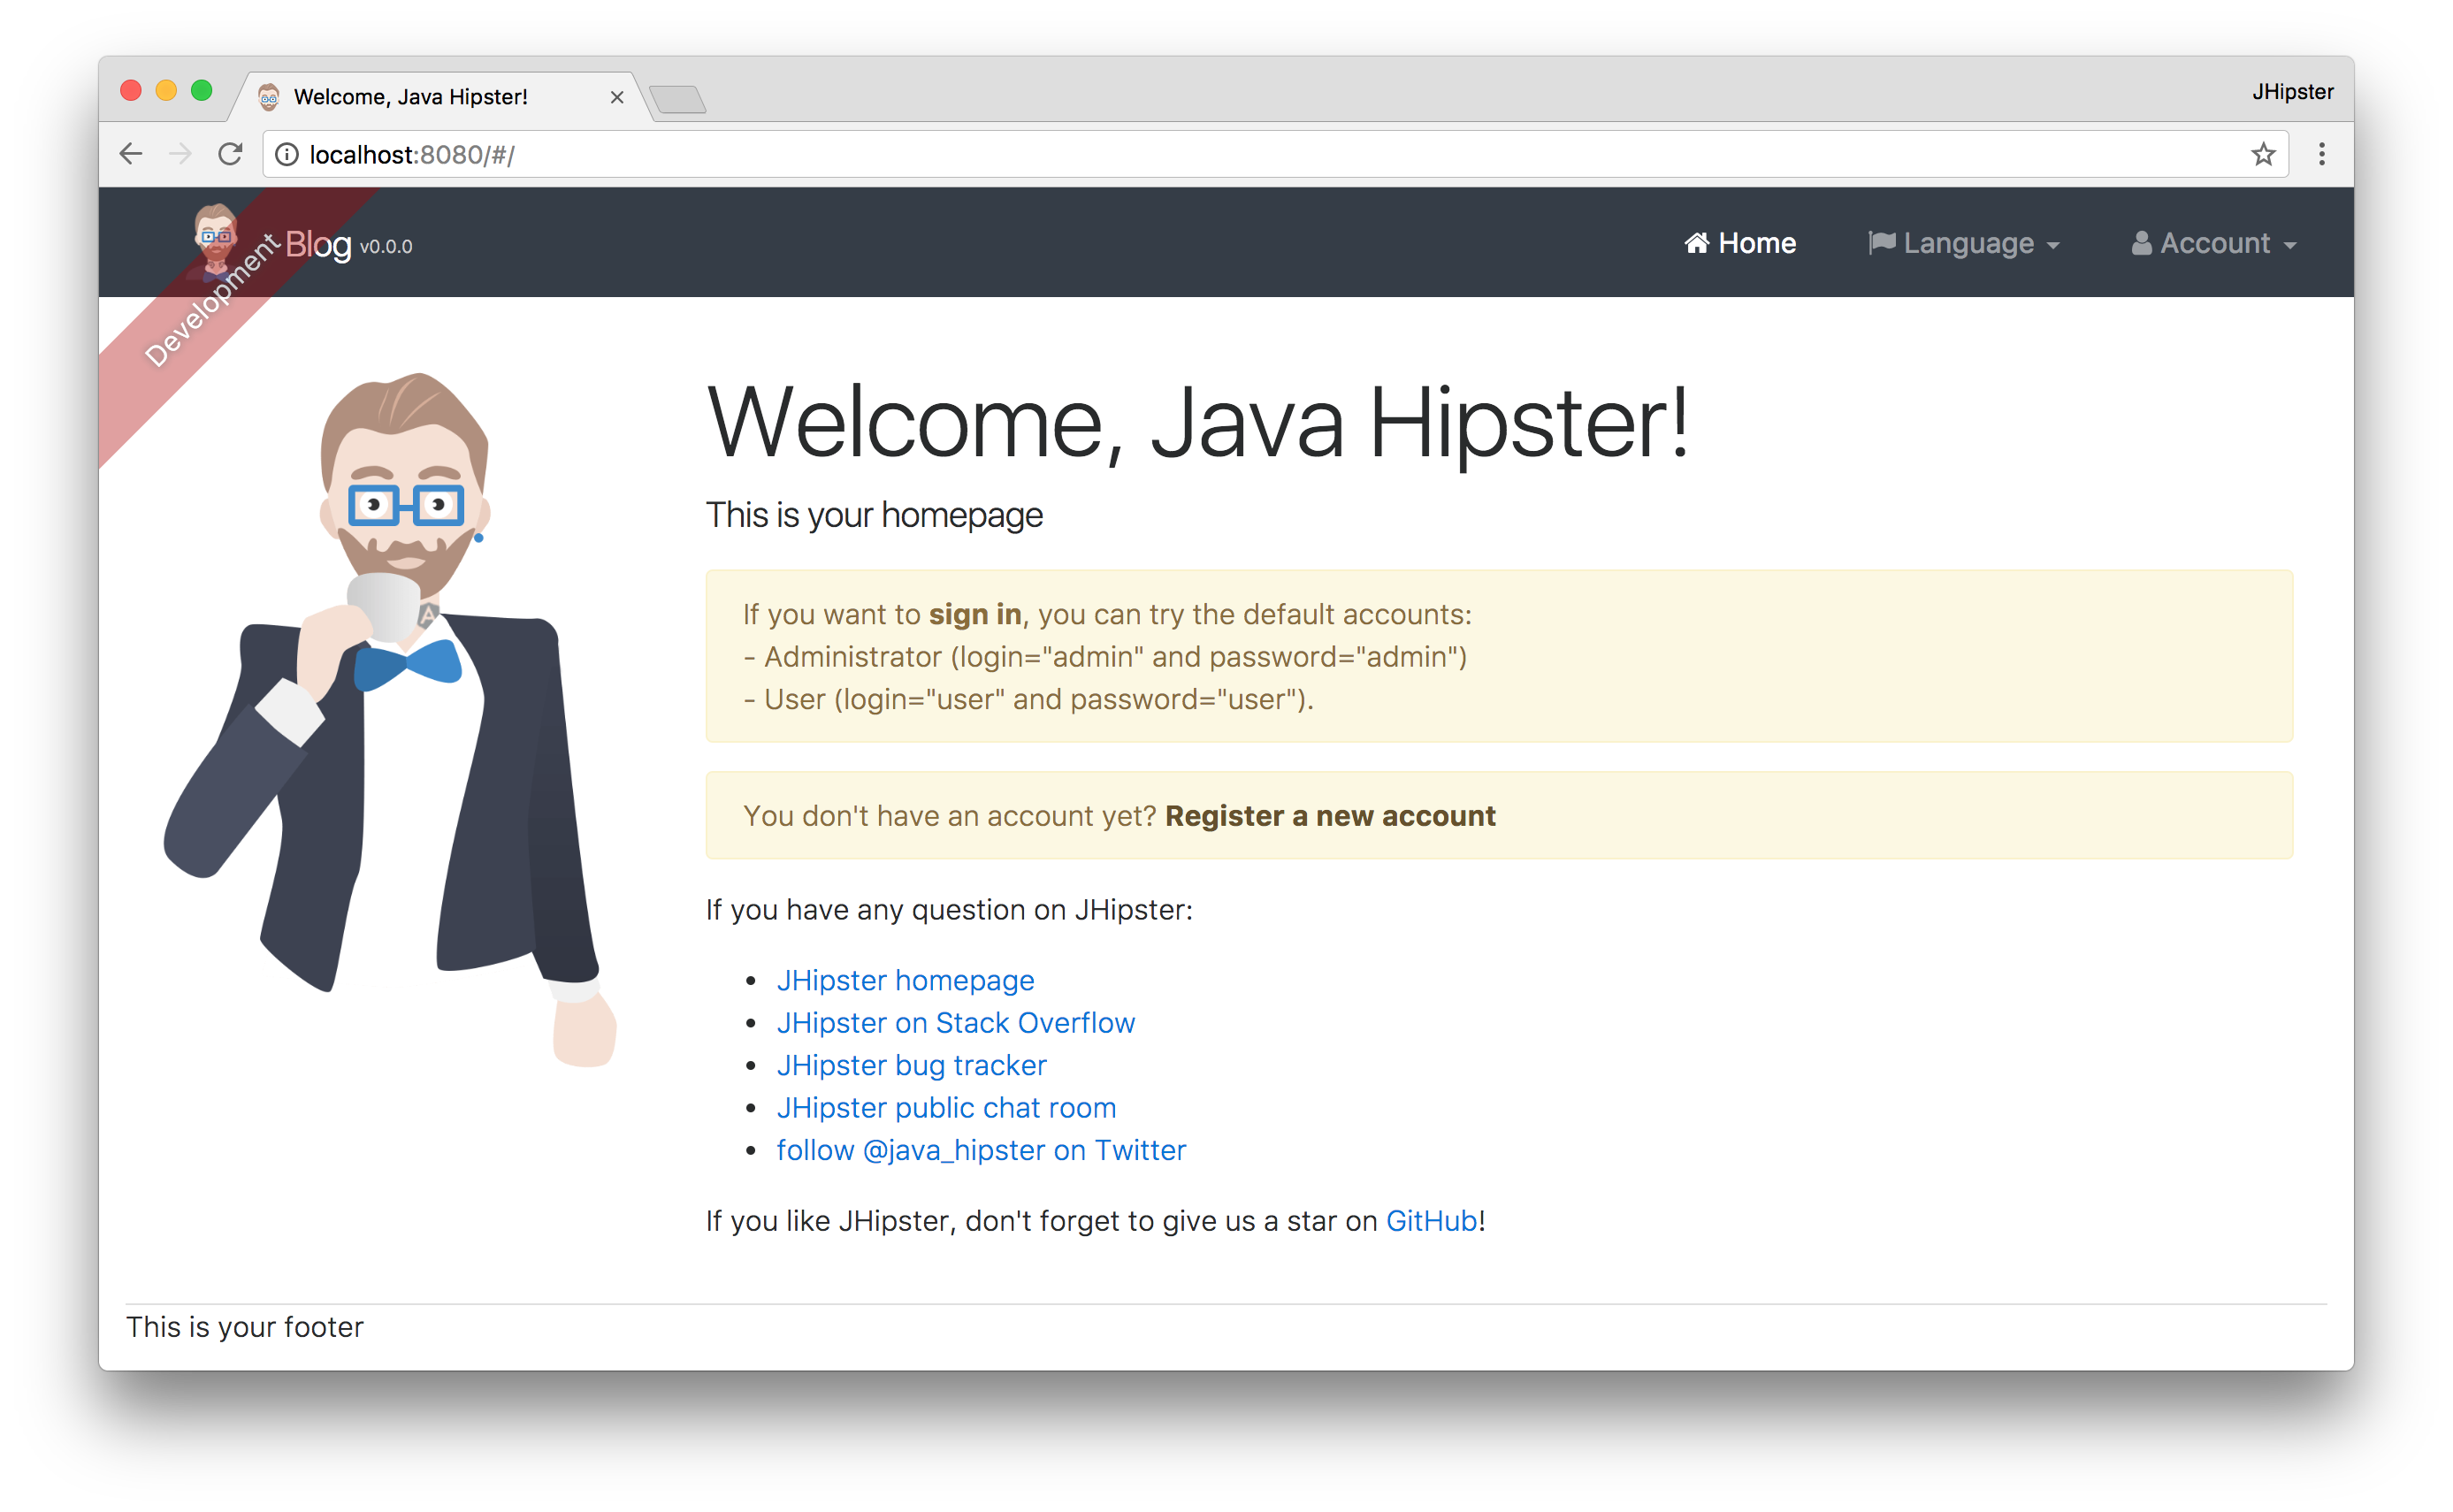 Welcome, Java Hipster!
JHipster
localhost:8080/#/
Development
Blog v0.0.0
Home
Language
Account
Welcome, Java Hipster!
This is your homepage
If you want to sign in, you can try the default accounts:
- Administrator (login="admin" and password="admin")
- User (login="user" and password="user").
You don't have an account yet? Register a new account
If you have any question on JHipster:
• JHipster homepage
• JHipster on Stack Overflow
• JHipster bug tracker
• JHipster public chat room
• follow @java_hipster on Twitter
If you like JHipster, don't forget to give us a star on GitHub!
This is your footer
A